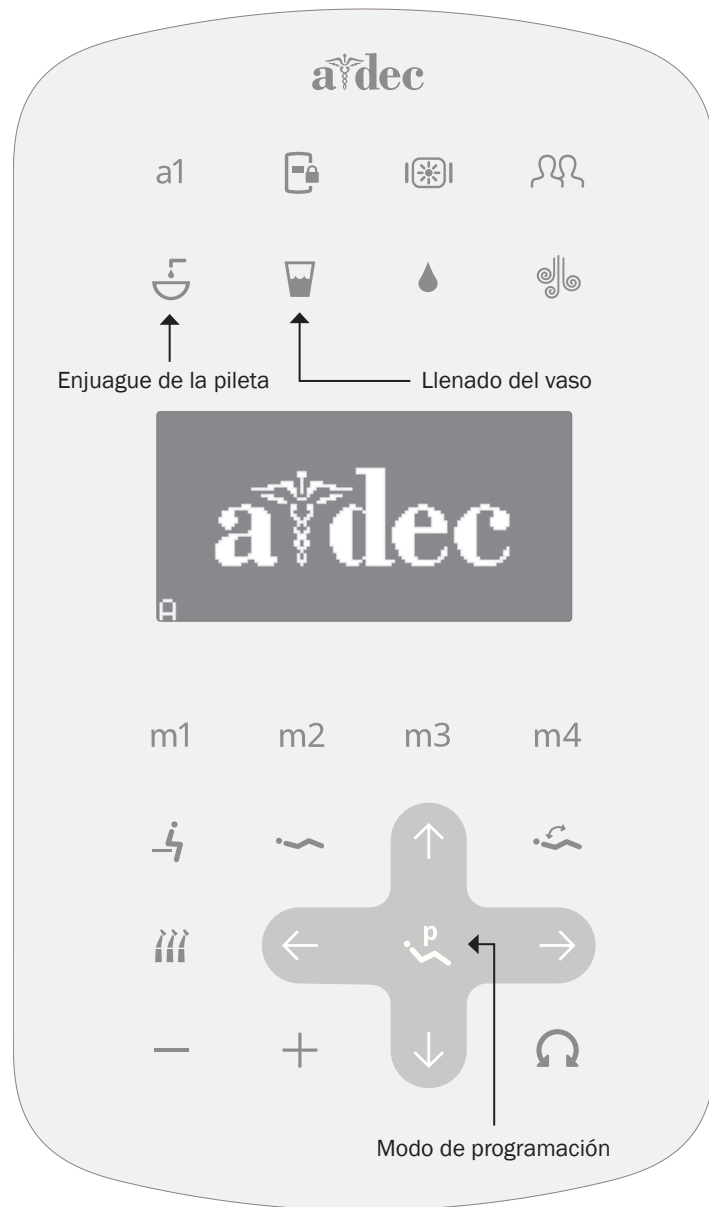 a dec
a1
Enjuague de la pileta
Llenado del vaso
a dec
A
m1 m2 m3 m4
p
Modo de programación